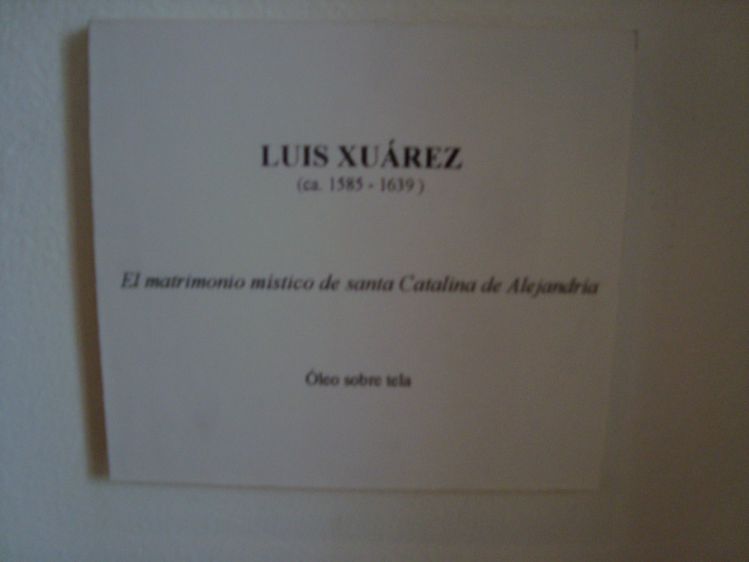 LUIS XUÁREZ
(ca. 1585 - 1639 )
El matrimonio místico de santa Catalina de Alejandría
Óleo sobre tela